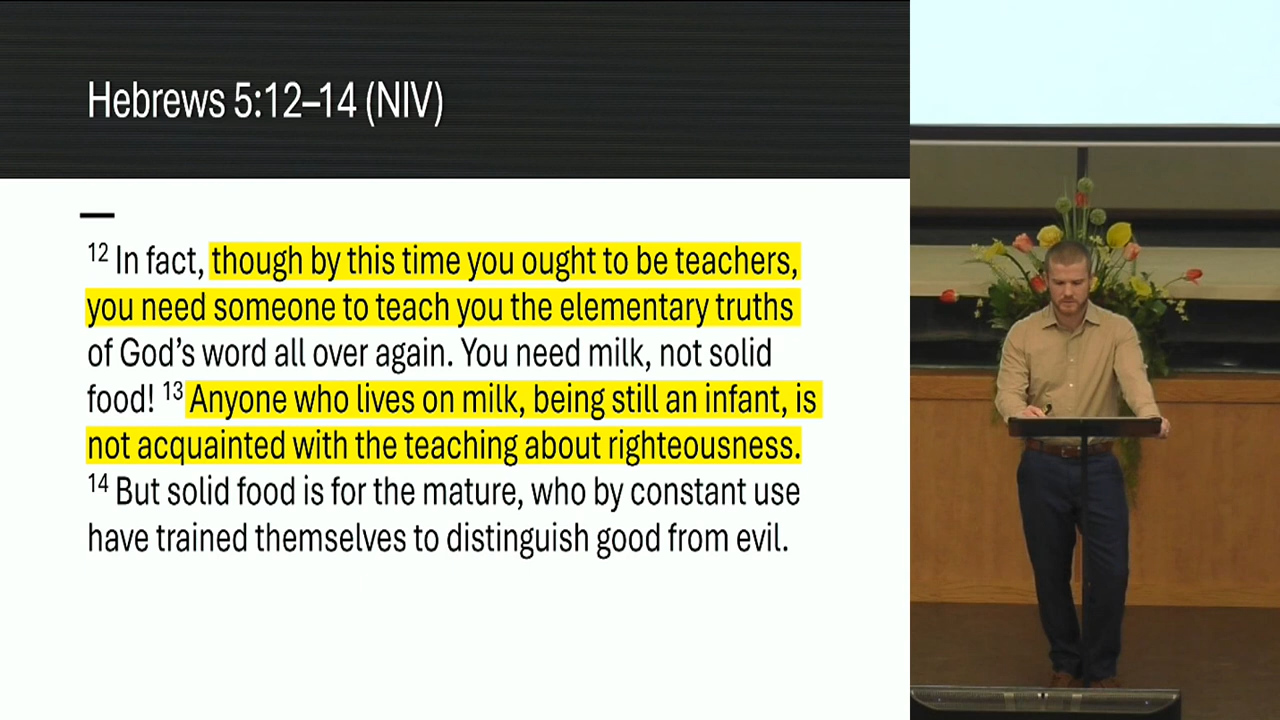 Hebrews 5:12–14 (NIV)
12 In fact, though by this time you ought to be teachers,
you need someone to teach you the elementary truths
of God’s word all over again. You need milk, not solid
food! 13 Anyone who lives on milk, being still an infant, is
not acquainted with the teaching about righteousness.
14 But solid food is for the mature, who by constant use
have trained themselves to distinguish good from evil.